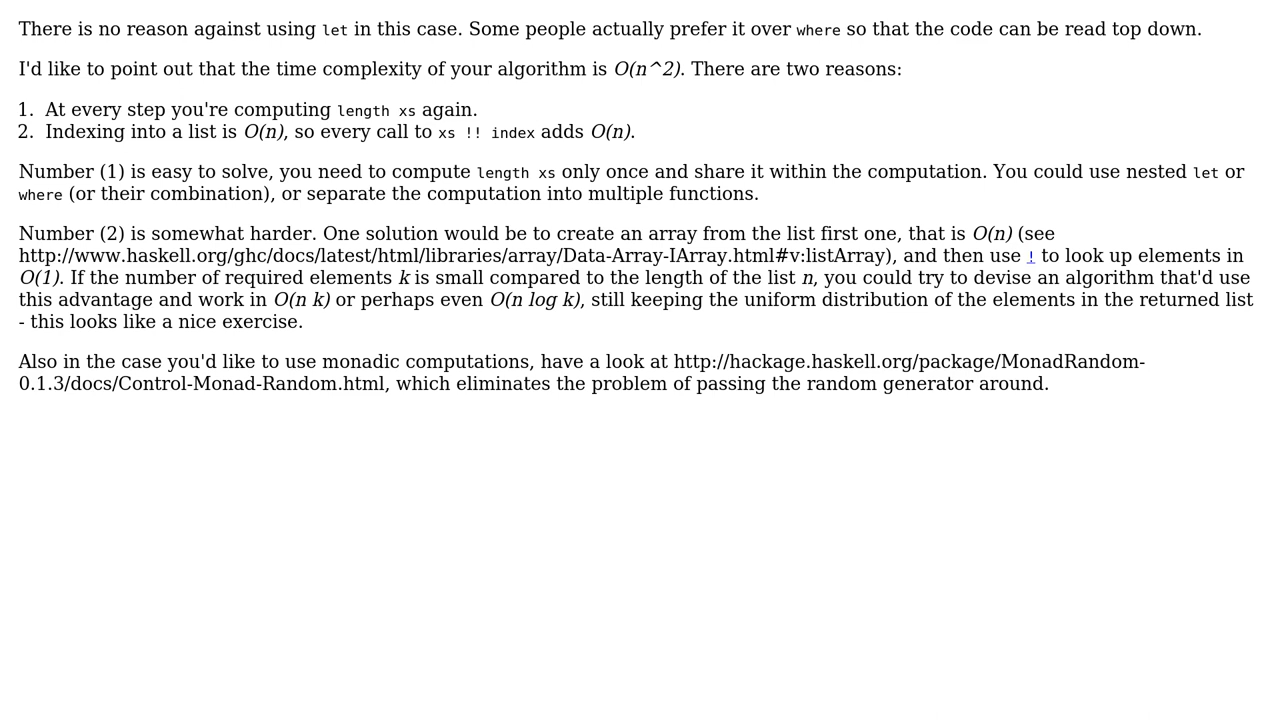 There is no reason against using let in this case. Some people actually prefer it over where so that the code can be read top down.
I'd like to point out that the time complexity of your algorithm is O(n^2). There are two reasons:
1. At every step you're computing length xs again.
2. Indexing into a list is O(n), so every call to xs !! index adds O(n).
Number (1) is easy to solve, you need to compute length xs only once and share it within the computation. You could use nested let or
where (or their combination), or separate the computation into multiple functions.
Number (2) is somewhat harder. One solution would be to create an array from the list first one, that is O(n) (see
http://www.haskell.org/ghc/docs/latest/html/libraries/array/Data-Array-IArray.html#v:listArray), and then use ! to look up elements in
O(1). If the number of required elements k is small compared to the length of the list n, you could try to devise an algorithm that'd use
this advantage and work in O(n k) or perhaps even O(n log k), still keeping the uniform distribution of the elements in the returned list
- this looks like a nice exercise.
Also in the case you'd like to use monadic computations, have a look at http://hackage.haskell.org/package/MonadRandom-
0.1.3/docs/Control-Monad-Random.html, which eliminates the problem of passing the random generator around.